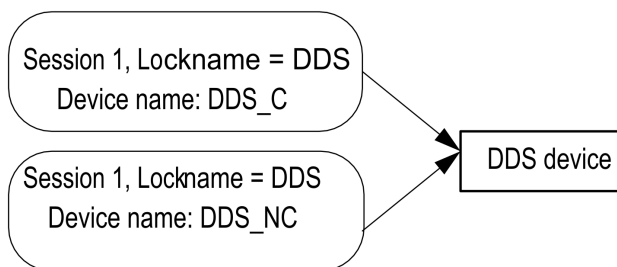 Session 1, Lockname = DDS
Device name: DDS_C
Session 1, Lockname = DDS
Device name: DDS_NC
DDS device